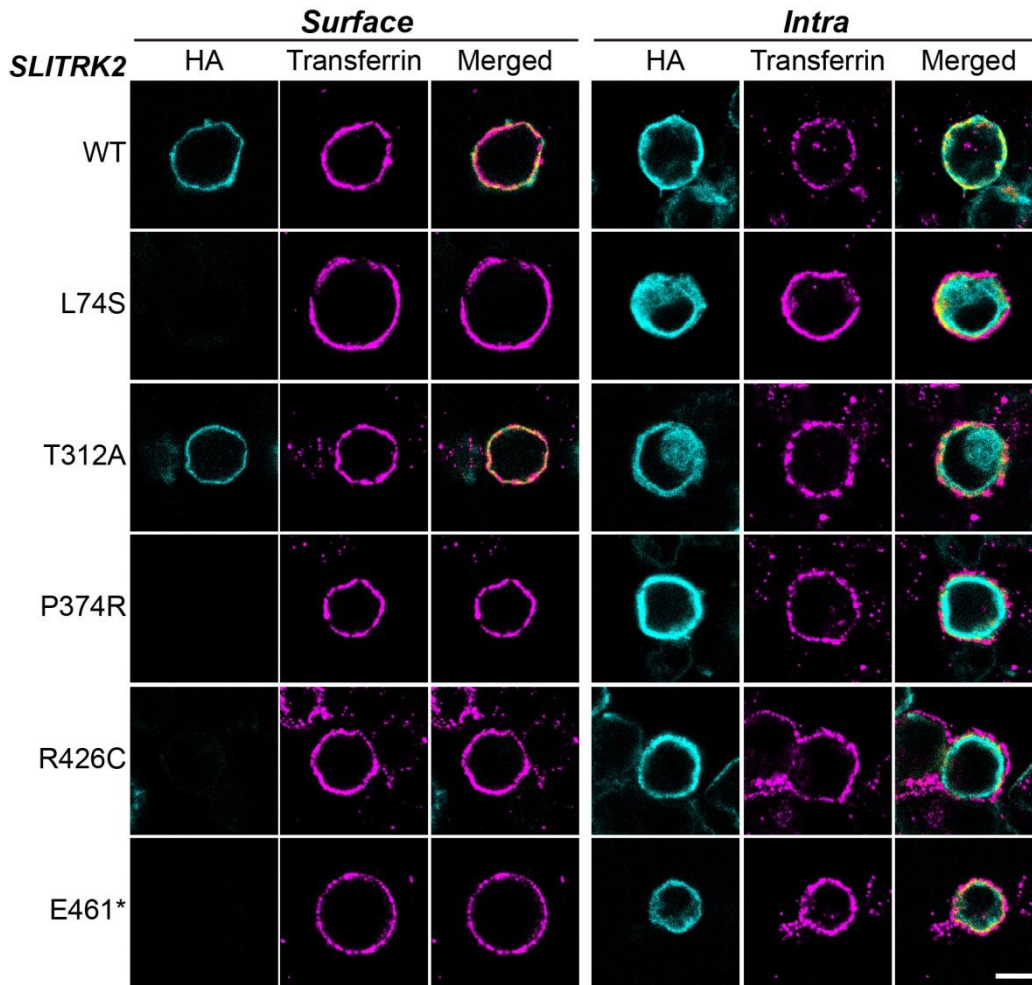 Surface Intra
SLITRK2 HA Transferrin Merged HA Transferrin Merged
WT
L74S
T312A
P374R
R426C
E461*